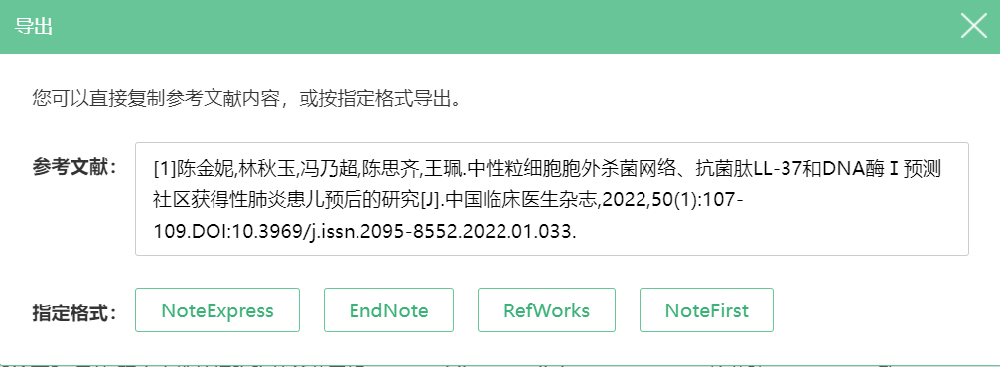 导出
您可以直接复制参考文献内容，或按指定格式导出。
参考文献：
[1]陈金妮,林秋玉,冯乃超,陈思齐,王珮.中性粒细胞胞外杀菌网络、抗菌肽LL-37和DNA酶Ⅰ预测
社区获得性肺炎患儿预后的研究[J].中国临床医生杂志,2022,50(1):107-
109.DOI:10.3969/j.issn.2095-8552.2022.01.033.
指定格式： NoteExpress EndNote RefWorks NoteFirst